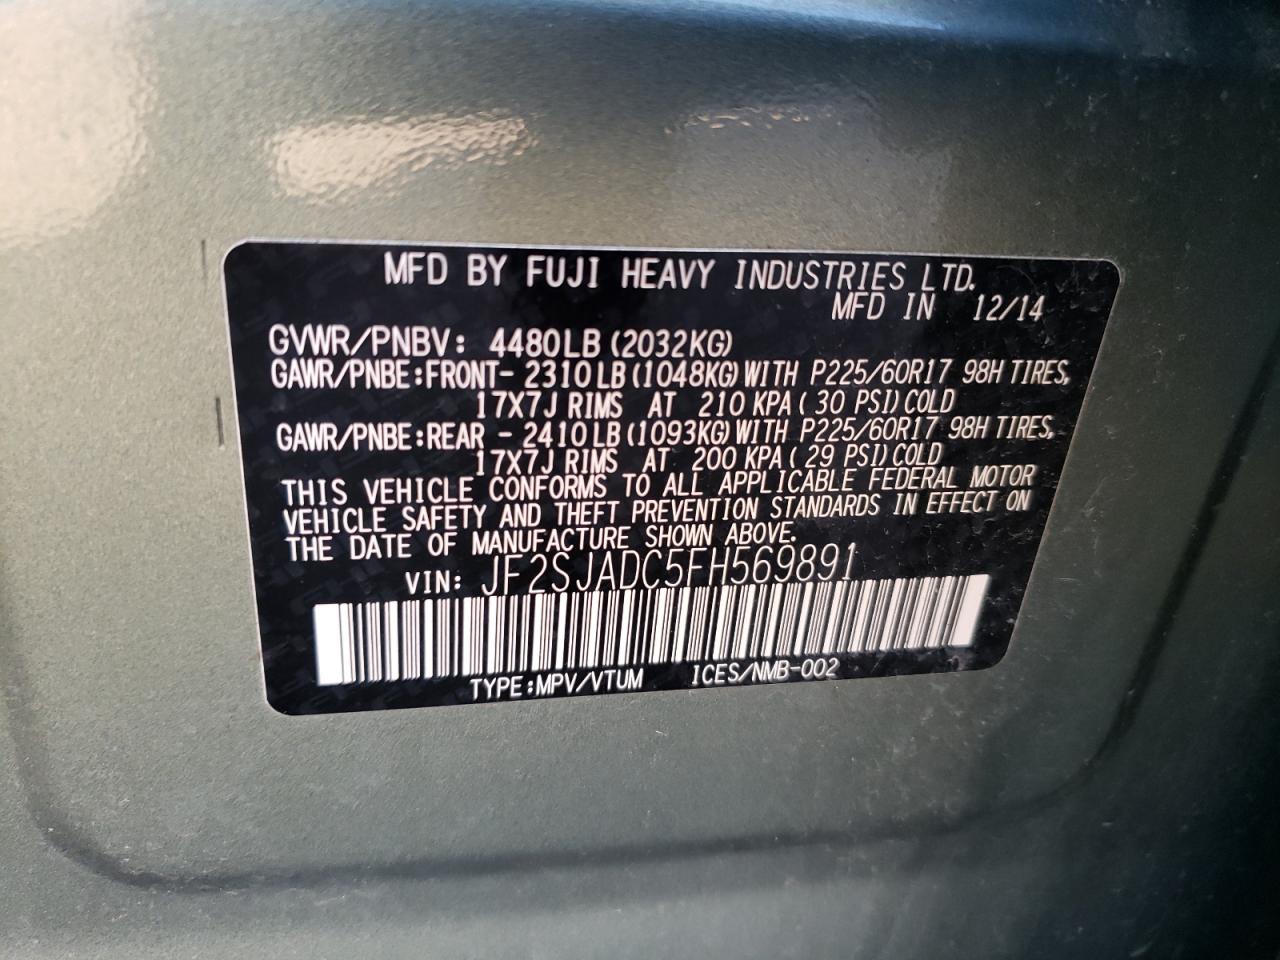 MFD BY FUJI HEAVY INDUSTRIES LTD.
MFD IN 12/14
GVWR/PNBV: 4480LB (2032KG)
GAWR/PNBE:FRONT- 2310LB (1048KG) WITH P225/60R17 98H TIRES,
17X7J RIMS AT 210 KPA ( 30 PSI) COLD
GAWR/PNBE:REAR - 2410LB (1093KG) WITH P225/60R17 98H TIRES,
17X7J RIMS AT 200 KPA ( 29 PSI) COLD
THIS VEHICLE CONFORMS TO ALL APPLICABLE FEDERAL MOTOR
VEHICLE SAFETY AND THEFT PREVENTION STANDARDS IN EFFECT ON
THE DATE OF MANUFACTURE SHOWN ABOVE.
VIN: JF2SJADC5FH569891
TYPE:MPV/VTUM ICES/NMB-002